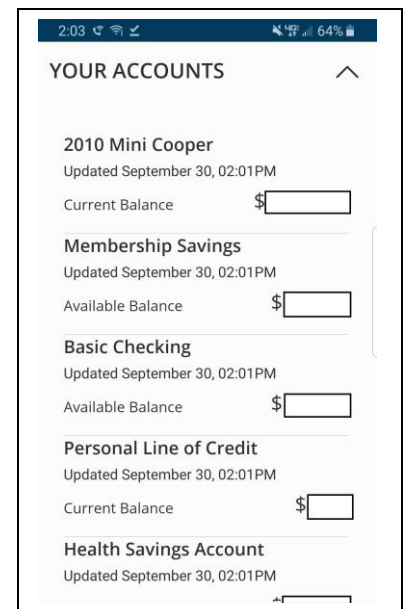 2:03 64%
YOUR ACCOUNTS
2010 Mini Cooper
Updated September 30, 02:01PM
Current Balance $
Membership Savings
Updated September 30, 02:01PM
Available Balance $
Basic Checking
Updated September 30, 02:01PM
Available Balance $
Personal Line of Credit
Updated September 30, 02:01PM
Current Balance $
Health Savings Account
Updated September 30, 02:01PM